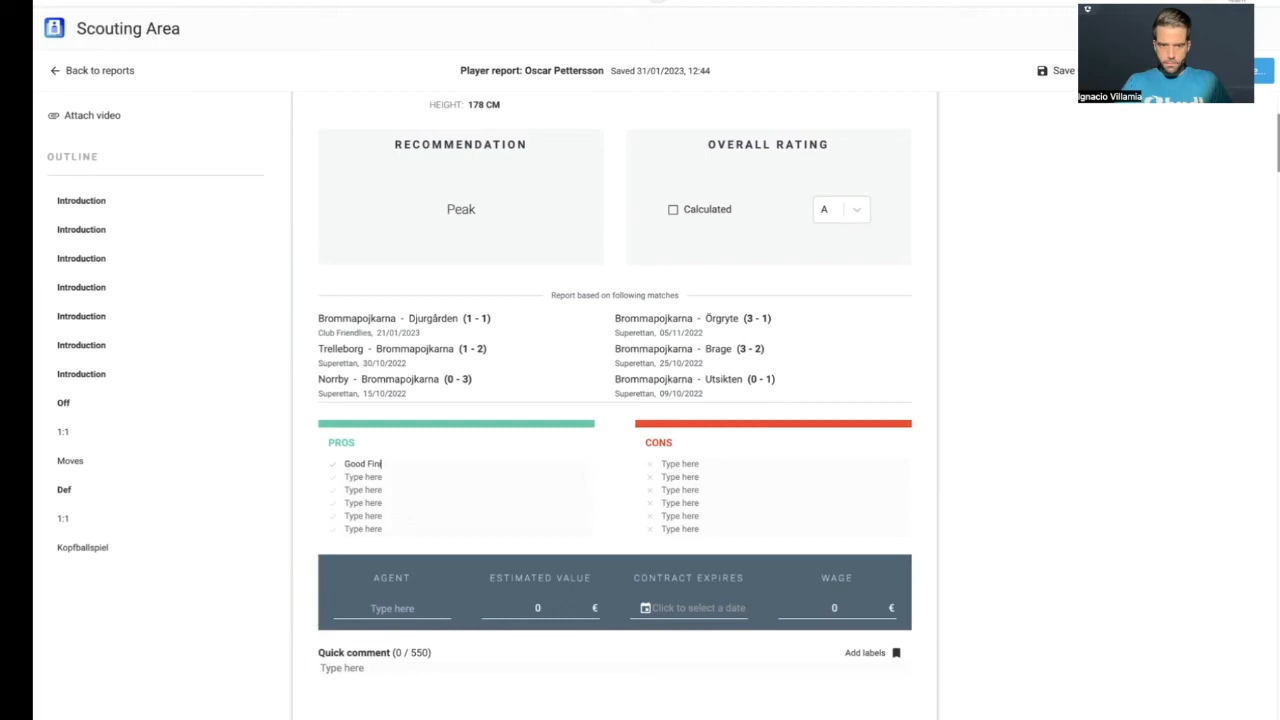 Scouting Area
Back to reports
Player report: Oscar Pettersson Saved 31/01/2023, 12:44
Save
Ignacio Villamia
Attach video
OUTLINE
Introduction
Introduction
Introduction
Introduction
Introduction
Introduction
Introduction
Off
1:1
Moves
Def
1:1
Kopfballspiel
HEIGHT: 178 CM
RECOMMENDATION
Peak
OVERALL RATING
Calculated
A
Report based on following matches
Brommapojkarna - Djurgården (1 - 1)
Club Friendlies, 21/01/2023
Trelleborg - Brommapojkarna (1 - 2)
Superettan, 30/10/2022
Norrby - Brommapojkarna (0 - 3)
Superettan, 15/10/2022
Brommapojkarna - Örgryte (3 - 1)
Superettan, 05/11/2022
Brommapojkarna - Brage (3 - 2)
Superettan, 25/10/2022
Brommapojkarna - Utsikten (0 - 1)
Superettan, 09/10/2022
PROS
Good Fini
Type here
Type here
Type here
Type here
Type here
CONS
Type here
Type here
Type here
Type here
Type here
Type here
AGENT
Type here
ESTIMATED VALUE
0 €
CONTRACT EXPIRES
Click to select a date
WAGE
0 €
Quick comment (0 / 550)
Add labels
Type here